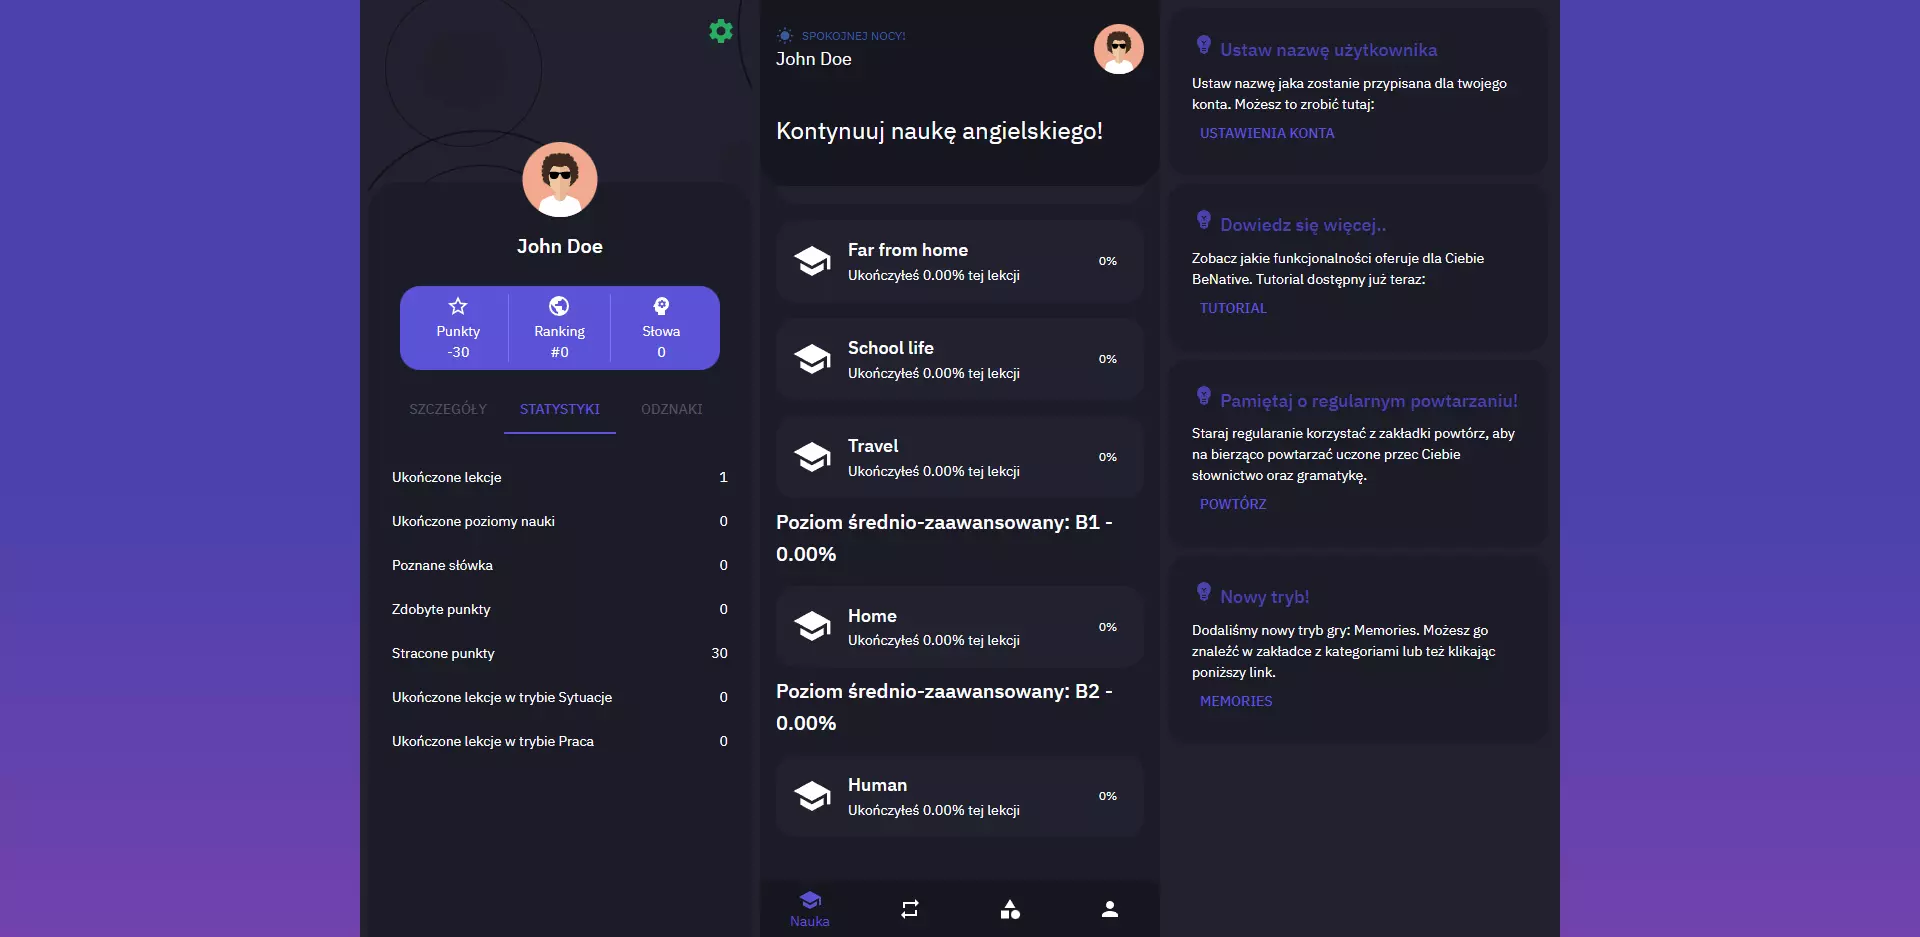 John Doe
Punkty
-30
Ranking
#0
Słowa
0
SZCZEGÓŁY STATYSTYKI ODZNAKI
Ukończone lekcje 1
Ukończone poziomy nauki 0
Poznane słówka 0
Zdobyte punkty 0
Stracone punkty 30
Ukończone lekcje w trybie Sytuacje 0
Ukończone lekcje w trybie Praca 0
SPOKOJNEJ NOCY!
John Doe
Kontynuuj naukę angielskiego!
Far from home
Ukończyłeś 0.00% tej lekcji
0%
School life
Ukończyłeś 0.00% tej lekcji
0%
Travel
Ukończyłeś 0.00% tej lekcji
0%
Poziom średnio-zaawansowany: B1 -
0.00%
Home
Ukończyłeś 0.00% tej lekcji
0%
Poziom średnio-zaawansowany: B2 -
0.00%
Human
Ukończyłeś 0.00% tej lekcji
0%
Nauka
Ustaw nazwę użytkownika
Ustaw nazwę jaka zostanie przypisana dla twojego
konta. Możesz to zrobić tutaj:
USTAWIENIA KONTA
Dowiedz się więcej..
Zobacz jakie funkcjonalności oferuje dla Ciebie
BeNative. Tutorial dostępny już teraz:
TUTORIAL
Pamiętaj o regularnym powtarzaniu!
Staraj regularanie korzystać z zakładki powtórz, aby
na bierząco powtarzać uczone przec Ciebie
słownictwo oraz gramatykę.
POWTÓRZ
Nowy tryb!
Dodaliśmy nowy tryb gry: Memories. Możesz go
znaleźć w zakładce z kategoriami lub też klikając
poniższy link.
MEMORIES